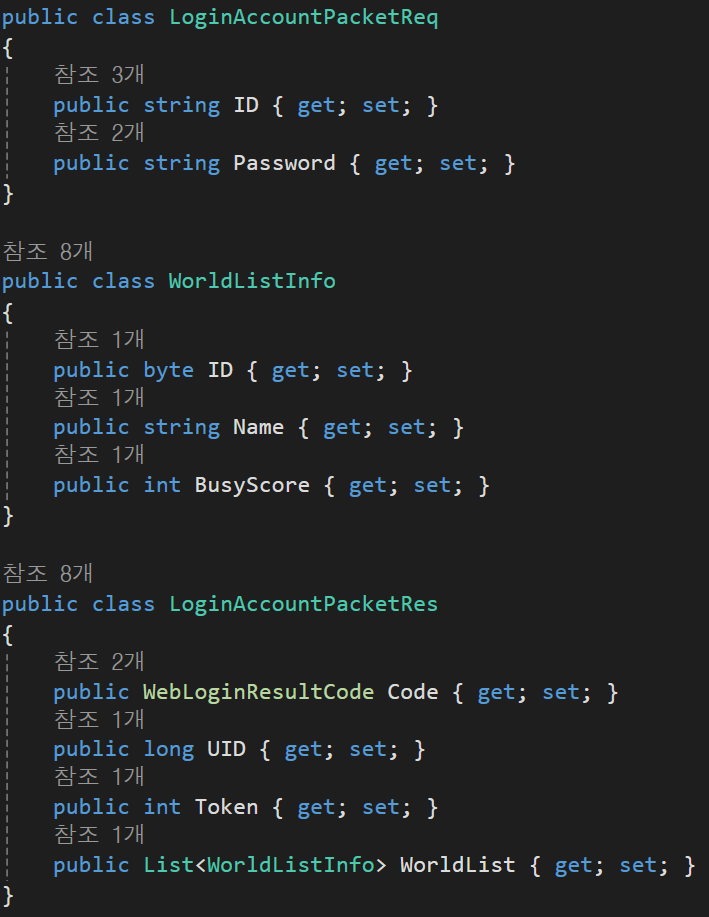 public class LoginAccountPacketReq
{
참조 3개
public string ID { get; set; }
참조 2개
public string Password { get; set; }
}
참조 8개
public class WorldListInfo
{
참조 1개
public byte ID { get; set; }
참조 1개
public string Name { get; set; }
참조 1개
public int BusyScore { get; set; }
}
참조 8개
public class LoginAccountPacketRes
{
참조 2개
public WebLoginResultCode Code { get; set; }
참조 1개
public long UID { get; set; }
참조 1개
public int Token { get; set; }
참조 1개
public List<WorldListInfo> WorldList { get; set; }
}